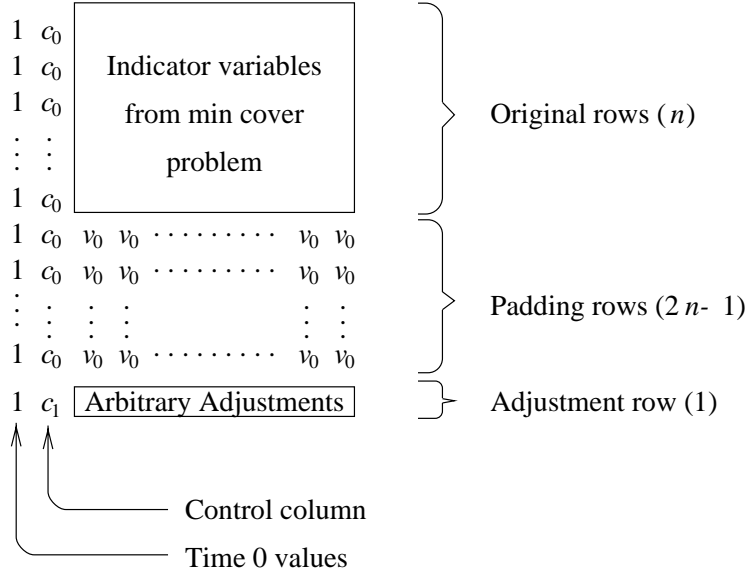 1 c0
1 c0 Indicator variables
1 c0 from min cover Original rows (n)
⋮ ⋮ problem
1 c0
1 c0 v0 v0 ········· v0 v0
1 c0 v0 v0 ········· v0 v0
⋮ ⋮ ⋮ ⋮ ⋮ ⋮ Padding rows (2n- 1)
1 c0 v0 v0 ········· v0 v0
1 c1 Arbitrary Adjustments Adjustment row (1)
Control column
Time 0 values